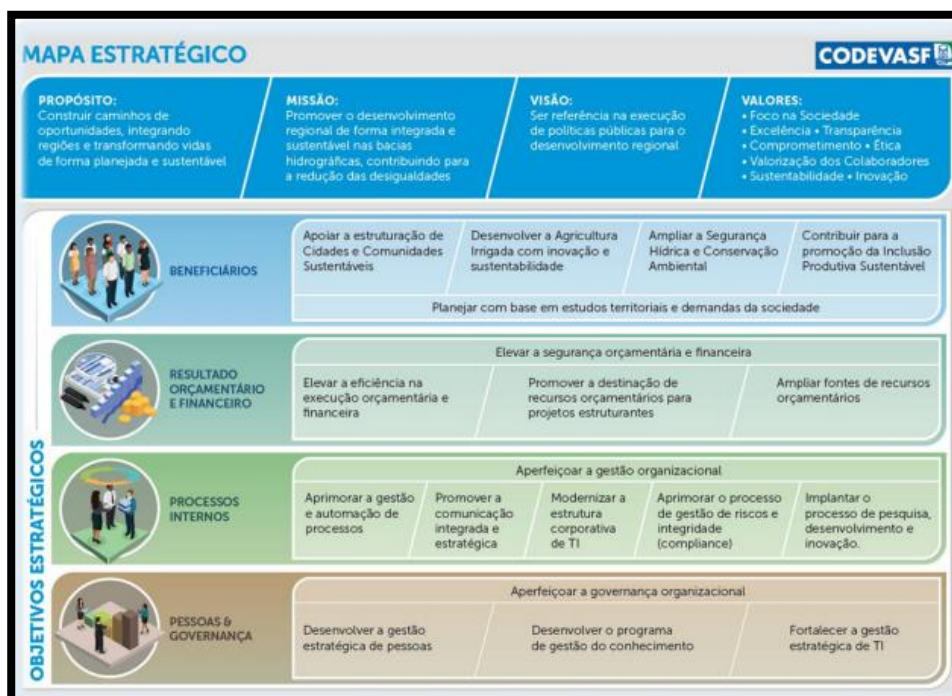 MAPA ESTRATÉGICO
CODEVASF
PROPÓSITO:
Construir caminhos de
oportunidades, integrando
regiões e transformando vidas
de forma planejada e sustentável
MISSÃO:
Promover o desenvolvimento
regional de forma integrada e
sustentável nas bacias
hidrográficas, contribuindo para
a redução das desigualdades
VISÃO:
Ser referência na execução
de políticas públicas para o
desenvolvimento regional
VALORES:
• Foco na Sociedade
• Excelência • Transparência
• Comprometimento • Ética
• Valorização dos Colaboradores
• Sustentabilidade • Inovação
OBJETIVOS ESTRATÉGICOS
BENEFICIÁRIOS
Apoiar a estruturação de
Cidades e Comunidades
Sustentáveis
Desenvolver a Agricultura
Irrigada com inovação e
sustentabilidade
Ampliar a Segurança
Hídrica e Conservação
Ambiental
Contribuir para a
promoção da Inclusão
Produtiva Sustentável
Planejar com base em estudos territoriais e demandas da sociedade
RESULTADO
ORÇAMENTÁRIO
E FINANCEIRO
Elevar a segurança orçamentária e financeira
Elevar a eficiência na
execução orçamentária e
financeira
Promover a destinação de
recursos orçamentários para
projetos estruturantes
Ampliar fontes de recursos
orçamentários
PROCESSOS
INTERNOS
Aperfeiçoar a gestão organizacional
Aprimorar a gestão
e automação de
processos
Promover a
comunicação
integrada e
estratégica
Modernizar a
estrutura
corporativa
de TI
Aprimorar o processo
de gestão de riscos e
integridade
(compliance)
Implantar o
processo de pesquisa,
desenvolvimento e
inovação.
PESSOAS &
GOVERNANÇA
Aperfeiçoar a governança organizacional
Desenvolver a gestão
estratégica de pessoas
Desenvolver o programa
de gestão do conhecimento
Fortalecer a gestão
estratégica de TI